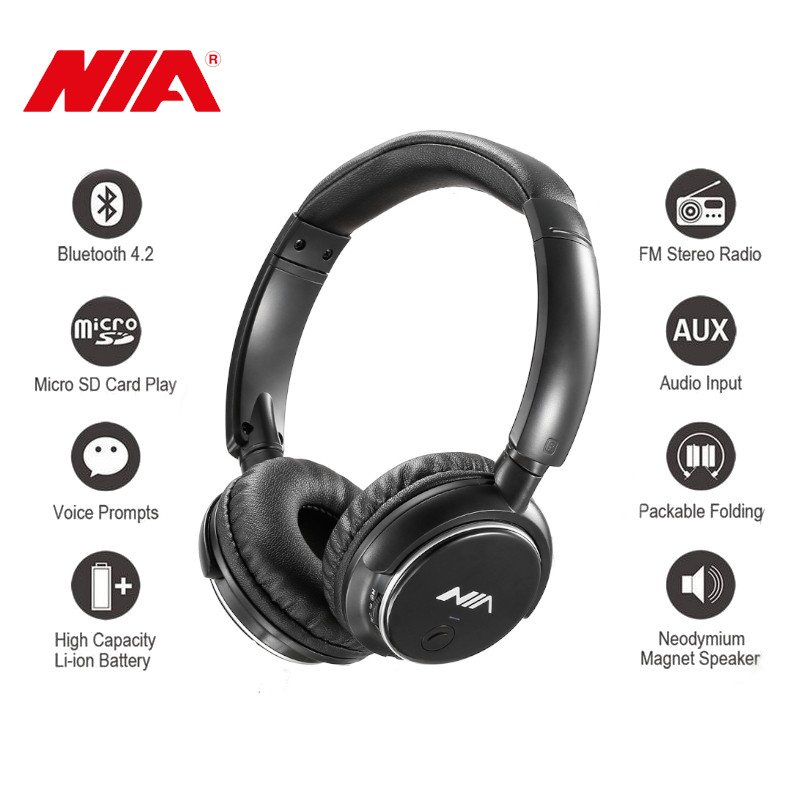 NIA®
Bluetooth 4.2
FM Stereo Radio
micro
SD
Micro SD Card Play
AUX
Audio Input
Voice Prompts
Packable Folding
High Capacity
Li-ion Battery
Neodymium
Magnet Speaker
NIA
R